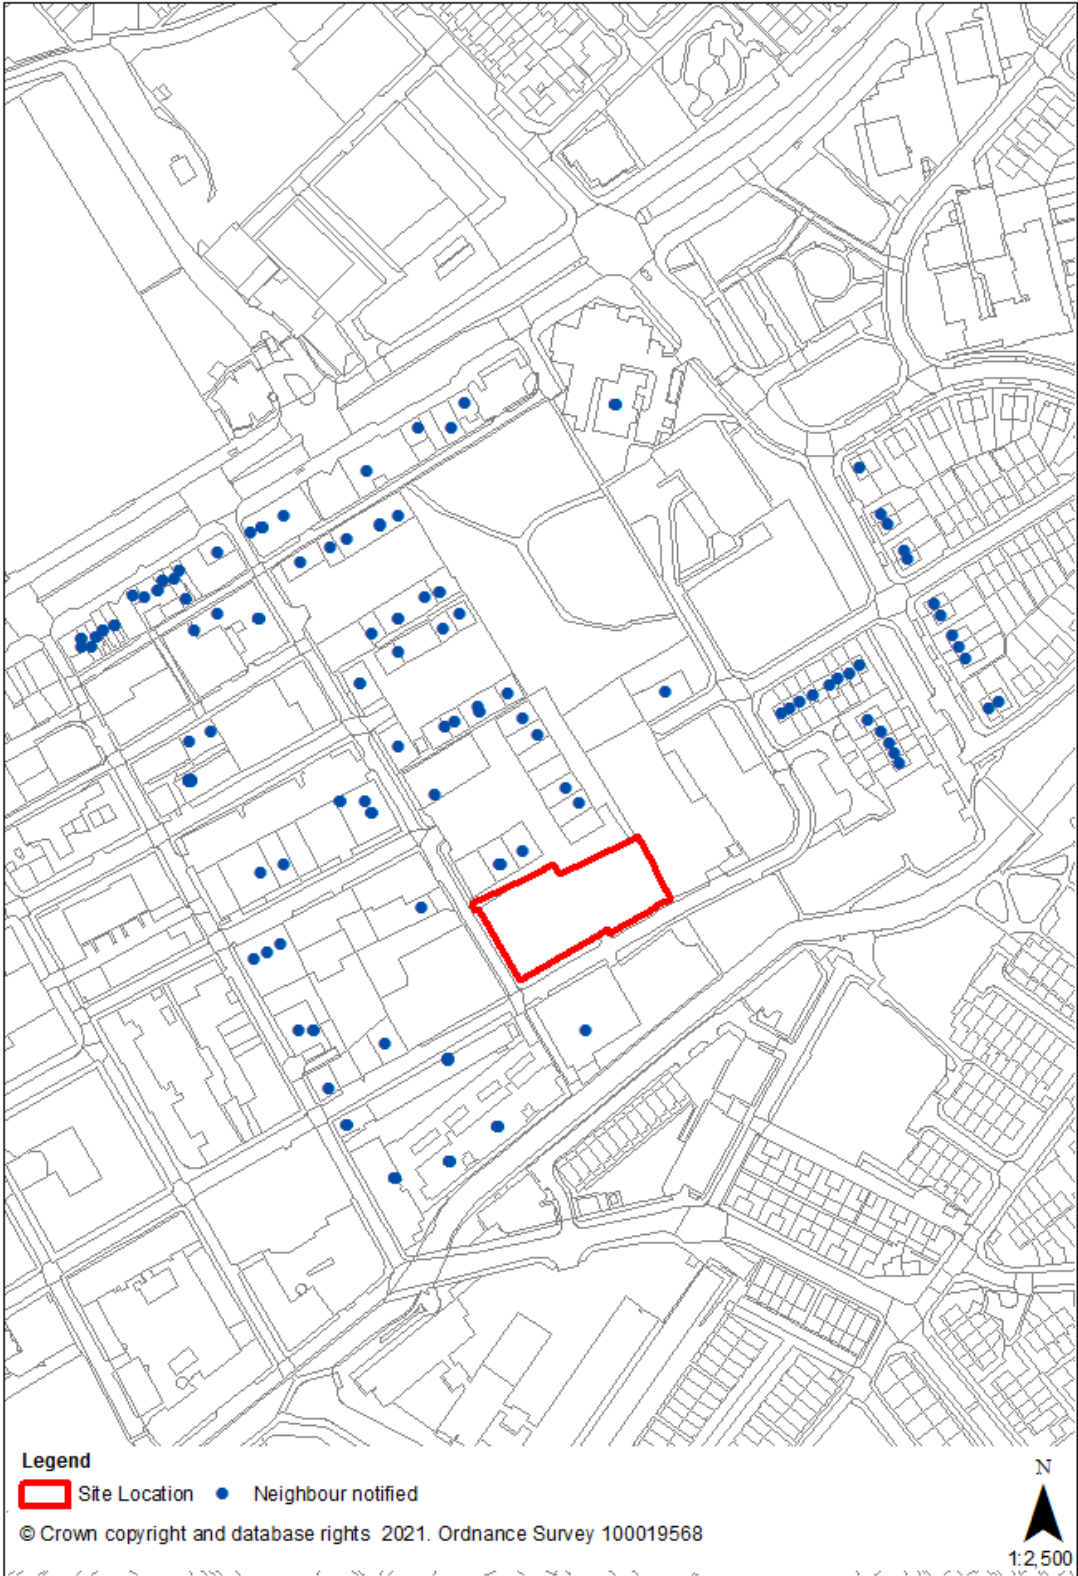 Legend
Site Location Neighbour notified
© Crown copyright and database rights 2021. Ordnance Survey 100019568
N
1:2,500